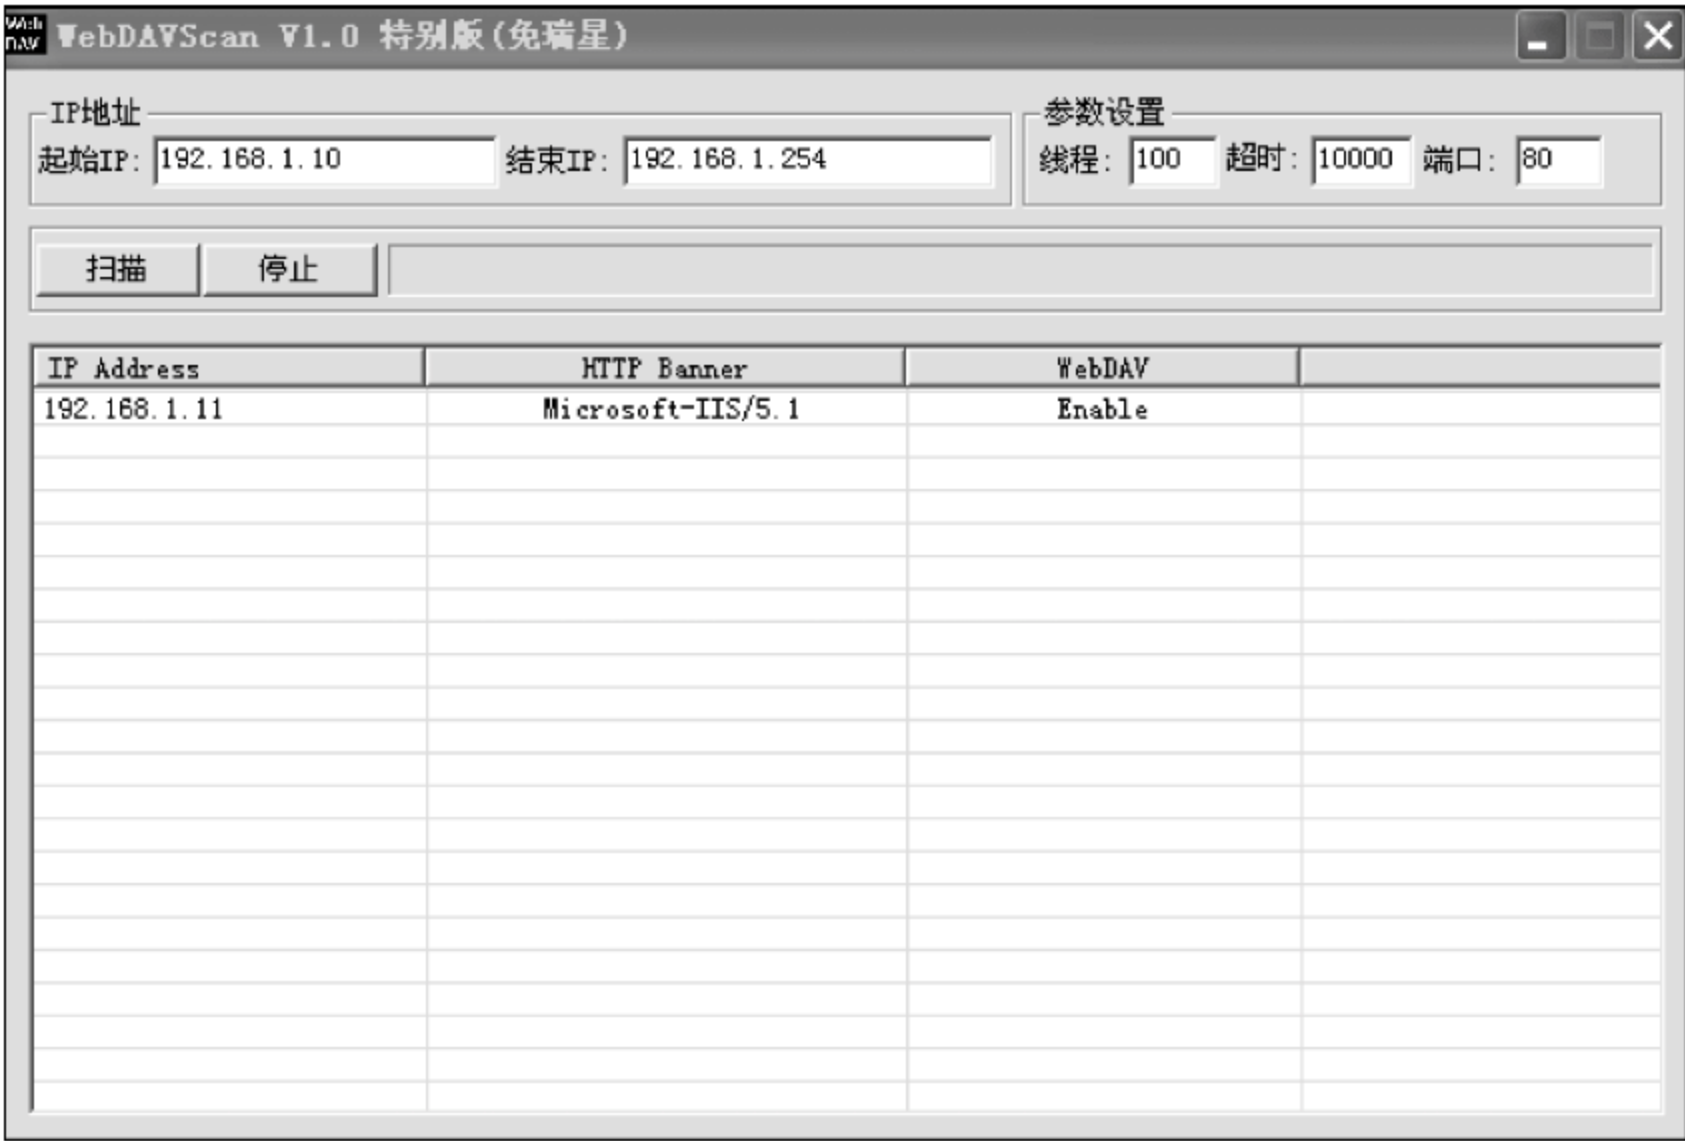 Web
DAV
WebDAVScan V1.0 特别版(免瑞星)
IP地址
参数设置
起始IP: 192.168.1.10 结束IP: 192.168.1.254 线程: 100 超时: 10000 端口: 80
扫描 停止
IP Address HTTP Banner WebDAV
192.168.1.11 Microsoft-IIS/5.1 Enable